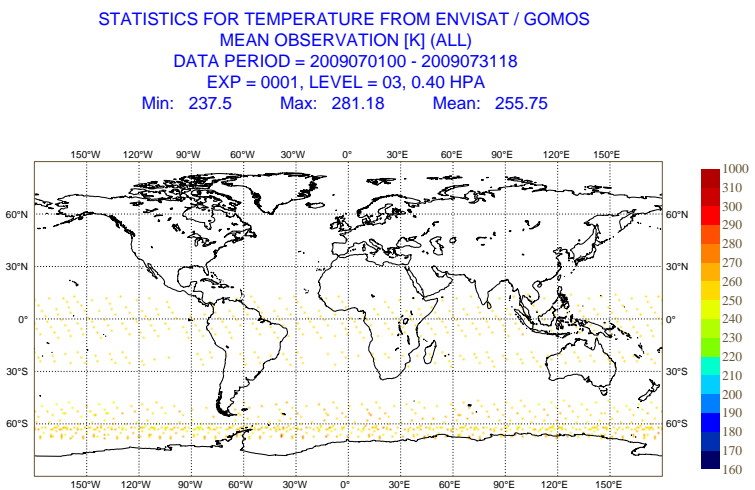 STATISTICS FOR TEMPERATURE FROM ENVISAT / GOMOS
MEAN OBSERVATION [K] (ALL)
DATA PERIOD = 2009070100 - 2009073118
EXP = 0001, LEVEL = 03, 0.40 HPA
Min: 237.5 Max: 281.18 Mean: 255.75
150°W 120°W 90°W 60°W 30°W 0° 30°E 60°E 90°E 120°E 150°E
60°N 60°N
30°N 30°N
0° 0°
30°S 30°S
60°S 60°S
150°W 120°W 90°W 60°W 30°W 0° 30°E 60°E 90°E 120°E 150°E
1000
310
300
290
280
270
260
250
240
230
220
210
200
190
180
170
160